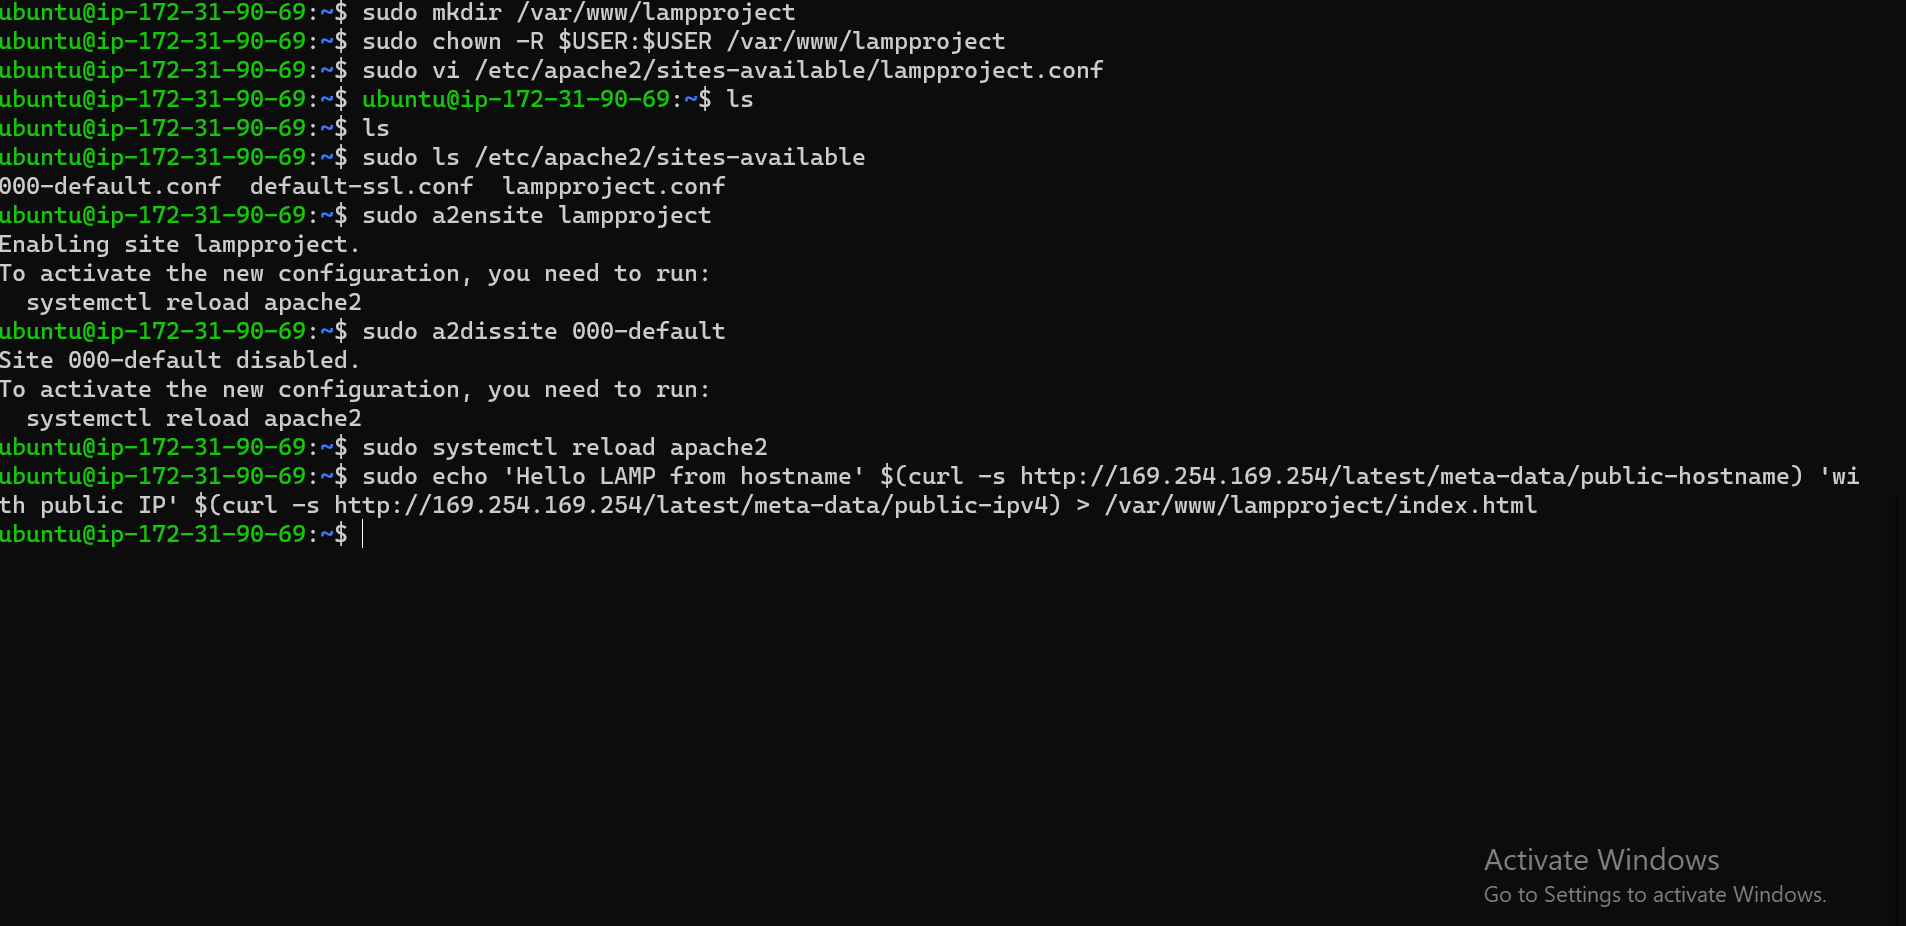 ubuntu@ip-172-31-90-69:~$ sudo mkdir /var/www/lampproject
ubuntu@ip-172-31-90-69:~$ sudo chown -R $USER:$USER /var/www/lampproject
ubuntu@ip-172-31-90-69:~$ sudo vi /etc/apache2/sites-available/lampproject.conf
ubuntu@ip-172-31-90-69:~$ ubuntu@ip-172-31-90-69:~$ ls
ubuntu@ip-172-31-90-69:~$ ls
ubuntu@ip-172-31-90-69:~$ sudo ls /etc/apache2/sites-available
000-default.conf  default-ssl.conf  lampproject.conf
ubuntu@ip-172-31-90-69:~$ sudo a2ensite lampproject
Enabling site lampproject.
To activate the new configuration, you need to run:
  systemctl reload apache2
ubuntu@ip-172-31-90-69:~$ sudo a2dissite 000-default
Site 000-default disabled.
To activate the new configuration, you need to run:
  systemctl reload apache2
ubuntu@ip-172-31-90-69:~$ sudo systemctl reload apache2
ubuntu@ip-172-31-90-69:~$ sudo echo 'Hello LAMP from hostname' $(curl -s http://169.254.169.254/latest/meta-data/public-hostname) 'wi
th public IP' $(curl -s http://169.254.169.254/latest/meta-data/public-ipv4) > /var/www/lampproject/index.html
ubuntu@ip-172-31-90-69:~$
Activate Windows
Go to Settings to activate Windows.